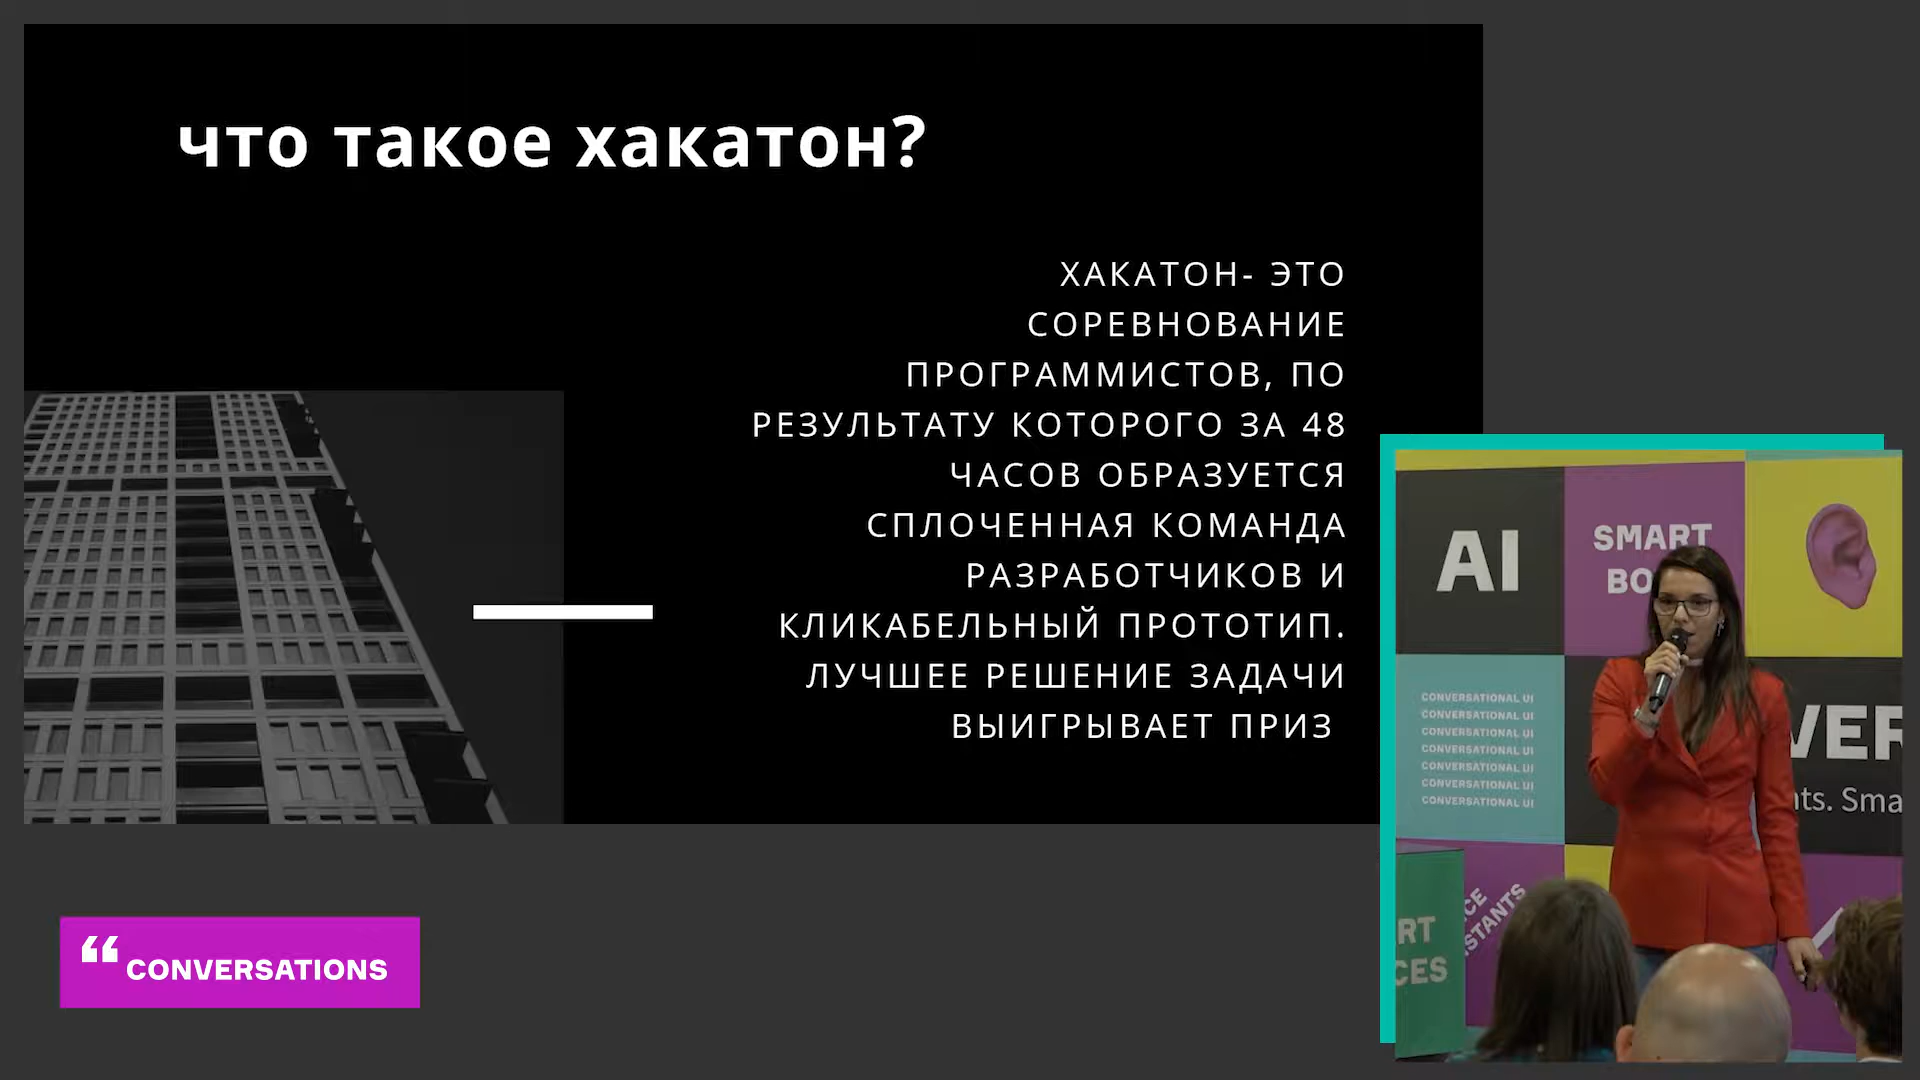 что такое хакатон?
ХАКАТОН- ЭТО
СОРЕВНОВАНИЕ
ПРОГРАММИСТОВ, ПО
РЕЗУЛЬТАТУ КОТОРОГО ЗА 48
ЧАСОВ ОБРАЗУЕТСЯ
СПЛОЧЕННАЯ КОМАНДА
РАЗРАБОТЧИКОВ И
КЛИКАБЕЛЬНЫЙ ПРОТОТИП.
ЛУЧШЕЕ РЕШЕНИЕ ЗАДАЧИ
ВЫИГРЫВАЕТ ПРИЗ
AI
SMART
CONVERSATIONAL UI
CONVERSATIONAL UI
CONVERSATIONAL UI
CONVERSATIONAL UI
CONVERSATIONAL UI
CONVERSATIONAL UI
CONVERSATIONAL UI
“ CONVERSATIONS